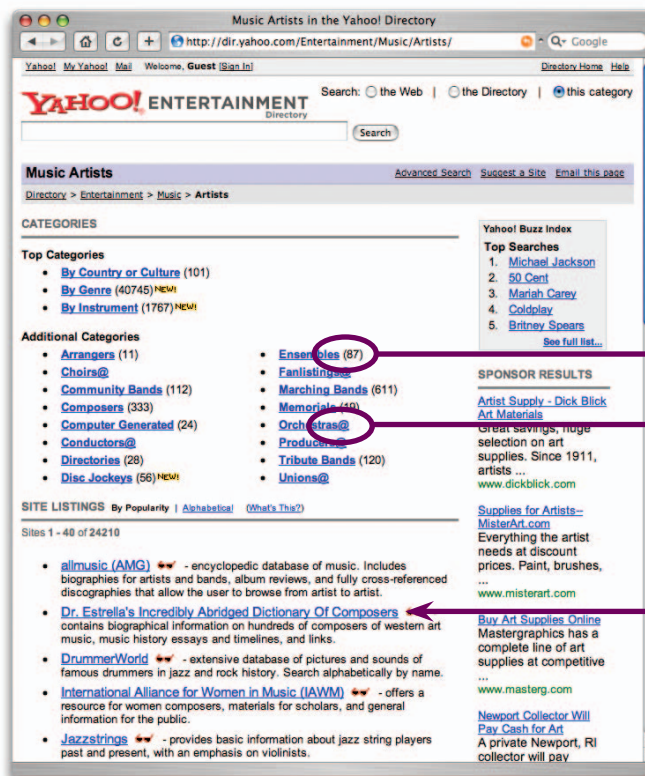 Music Artists in the Yahoo! Directory
http://dir.yahoo.com/Entertainment/Music/Artists/
Google
Yahoo! My Yahoo! Mail Welcome, Guest [Sign In]
Directory Home Help
YAHOO! ENTERTAINMENT
Directory
Search: the Web | the Directory | this category
Search
Music Artists
Advanced Search Suggest a Site Email this page
Directory > Entertainment > Music > Artists
CATEGORIES
Top Categories
• By Country or Culture (101)
• By Genre (40745) NEW!
• By Instrument (1767) NEW!
Additional Categories
• Arrangers (11)
• Choirs@
• Community Bands (112)
• Composers (333)
• Computer Generated (24)
• Conductors@
• Directories (28)
• Disc Jockeys (56) NEW!
• Ensembles (87)
• Fanlistings@
• Marching Bands (611)
• Memorials (19)
• Orchestras@
• Producers@
• Tribute Bands (120)
• Unions@
SITE LISTINGS By Popularity | Alphabetical (What's This?)
Sites 1 - 40 of 24210
• allmusic (AMG) - encyclopedic database of music. Includes
biographies for artists and bands, album reviews, and fully cross-referenced
discographies that allow the user to browse from artist to artist.
• Dr. Estrella's Incredibly Abridged Dictionary Of Composers
contains biographical information on hundreds of composers of western art
music, music history essays and timelines, and links.
• DrummerWorld - extensive database of pictures and sounds of
famous drummers in jazz and rock history. Search alphabetically by name.
• International Alliance for Women in Music (IAWM) - offers a
resource for women composers, materials for scholars, and general
information for the public.
• Jazzstrings - provides basic information about jazz string players
past and present, with an emphasis on violinists.
Yahoo! Buzz Index
Top Searches
1. Michael Jackson
2. 50 Cent
3. Mariah Carey
4. Coldplay
5. Britney Spears
See full list...
SPONSOR RESULTS
Artist Supply - Dick Blick
Art Materials
Great savings, huge
selection on art
supplies. Since 1911,
artists ...
www.dickblick.com
Supplies for Artists--
MisterArt.com
Everything the artist
needs at discount
prices. Paint, brushes,
...
www.misterart.com
Buy Art Supplies Online
Mastergraphics has a
complete line of art
supplies at competitive
...
www.masterg.com
Newport Collector Will
Pay Cash for Art
A private Newport, RI
collector will pay